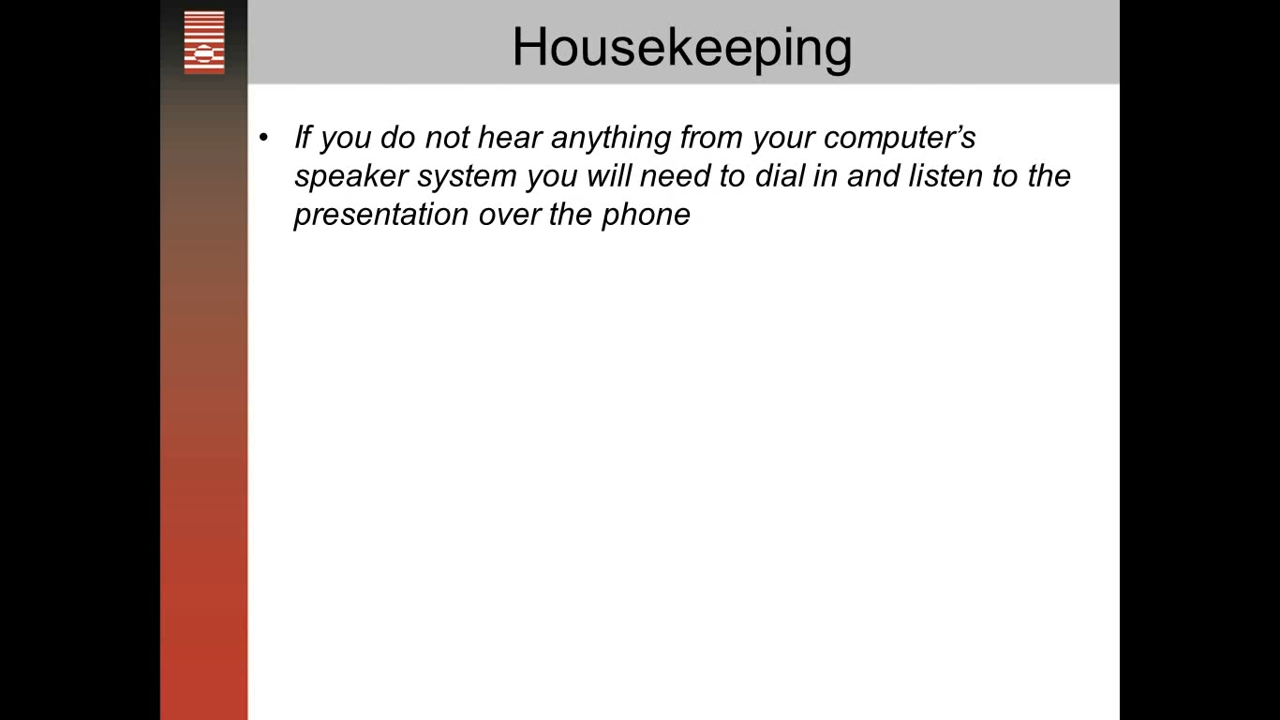 Housekeeping
• If you do not hear anything from your computer’s
speaker system you will need to dial in and listen to the
presentation over the phone